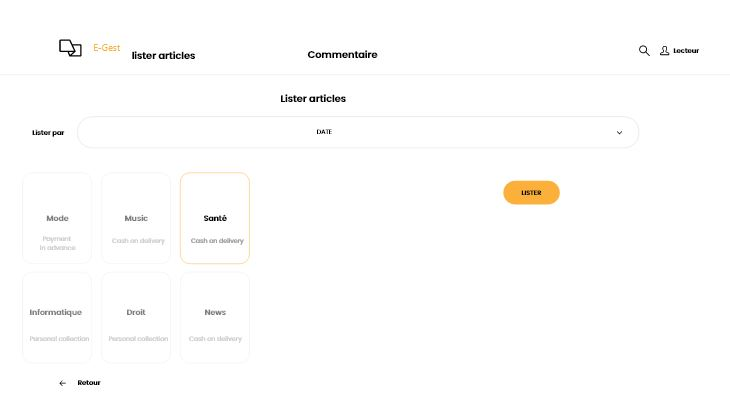 E-Gest
lister articles
Commentaire
Lecteur
Lister articles
Lister par
DATE
LISTER
Mode
Payment
in advance
Music
Cash on delivery
Santé
Cash on delivery
Informatique
Personal collection
Droit
Personal collection
News
Cash on delivery
Retour